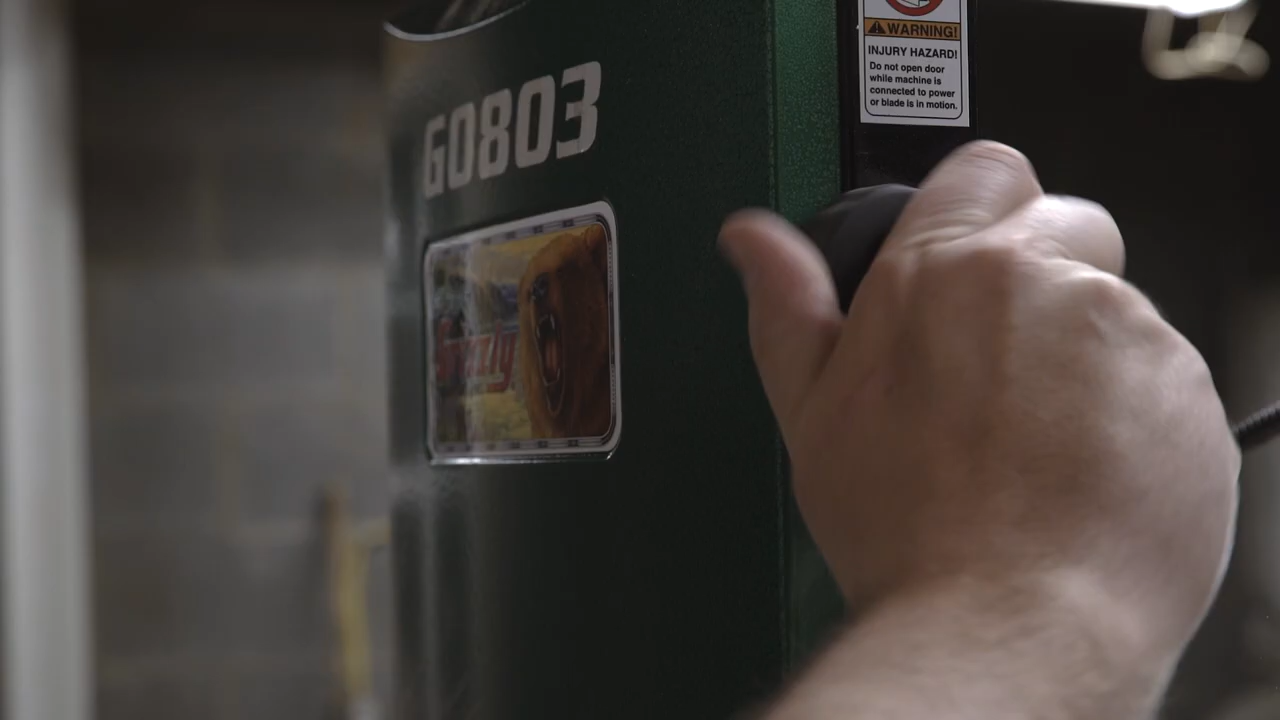 G0803
Grizzly
WARNING!
INJURY HAZARD!
Do not open door
while machine is
connected to power
or blade is in motion.